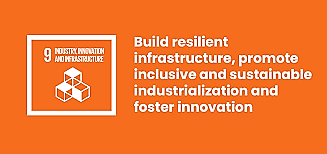 9 INDUSTRY, INNOVATION
AND INFRASTRUCTURE
Build resilient
infrastructure, promote
inclusive and sustainable
industrialization and
foster innovation